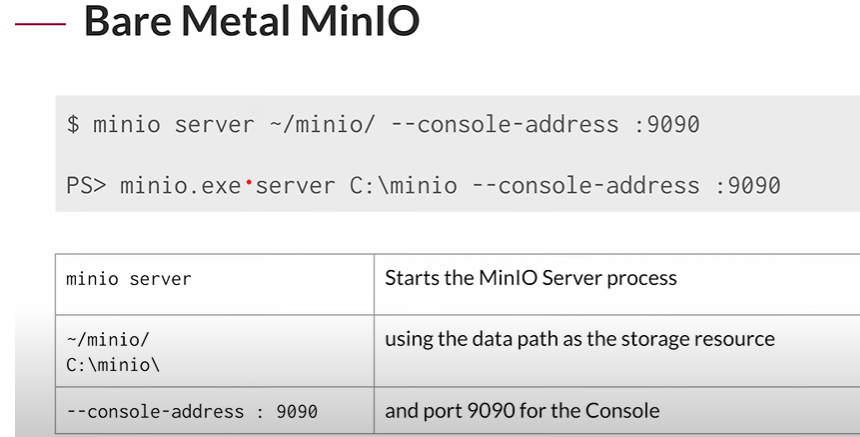 Bare Metal MinIO
$ minio server ~/minio/ --console-address :9090
PS> minio.exe server C:\minio --console-address :9090
minio server
Starts the MinIO Server process
~/minio/
C:\minio\
using the data path as the storage resource
--console-address : 9090
and port 9090 for the Console